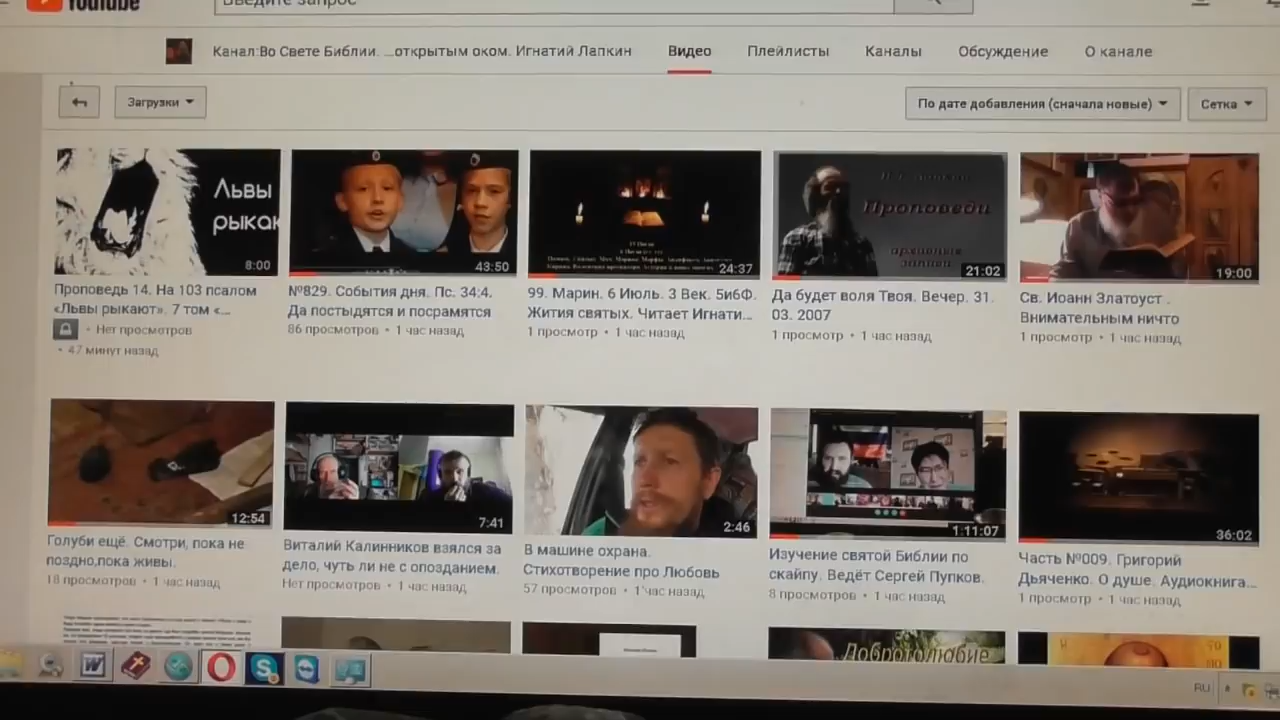 YouTube
Введите запрос
Канал:Во Свете Библии. ...открытым оком. Игнатий Лапкин
Видео
Плейлисты
Каналы
Обсуждение
О канале
Загрузки
По дате добавления (сначала новые)
Сетка
Львы
рыкак
8:00
43:50
24:37
Проповеди
архивные
записи
21:02
19:00
Проповедь 14. На 103 псалом
«Львы рыкают». 7 том «...
• Нет просмотров
• 47 минут назад
№829. События дня. Пс. 34:4.
Да постыдятся и посрамятся
86 просмотров • 1 час назад
99. Марин. 6 Июль. 3 Век. 5и6Ф.
Жития святых. Читает Игнати...
1 просмотр • 1 час назад
Да будет воля Твоя. Вечер. 31.
03. 2007
1 просмотр • 1 час назад
Св. Иоанн Златоуст .
Внимательным ничто
1 просмотр • 1 час назад
12:54
7:41
2:46
1:11:07
36:02
Голуби ещё. Смотри, пока не
поздно,пока живы.
18 просмотров • 1 час назад
Виталий Калинников взялся за
дело, чуть ли не с опозданием.
Нет просмотров • 1 час назад
В машине охрана.
Стихотворение про Любовь
57 просмотров • 1 час назад
Изучение святой Библии по
скайпу. Ведёт Сергей Пупков.
8 просмотров • 1 час назад
Часть №009. Григорий
Дьяченко. О душе. Аудиокнига...
1 просмотр • 1 час назад
Добротолюбие
RU